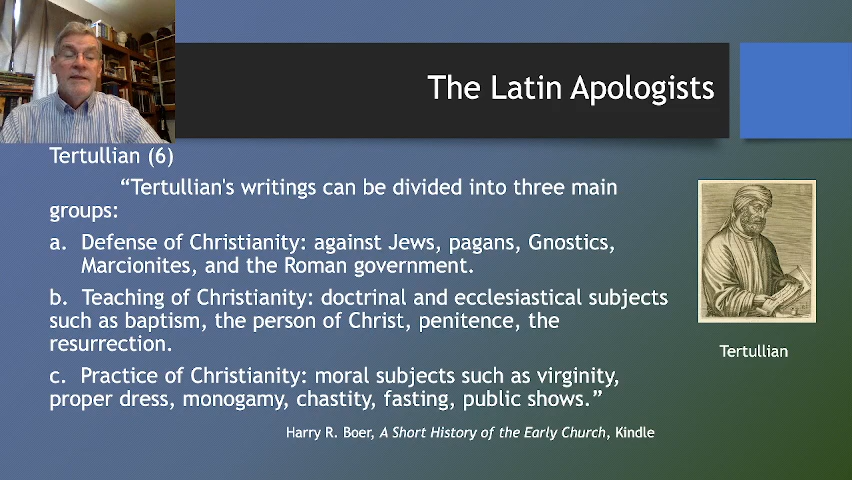 The Latin Apologists
Tertullian (6)
“Tertullian's writings can be divided into three main
groups:
a. Defense of Christianity: against Jews, pagans, Gnostics,
Marcionites, and the Roman government.
b. Teaching of Christianity: doctrinal and ecclesiastical subjects
such as baptism, the person of Christ, penitence, the
resurrection.
c. Practice of Christianity: moral subjects such as virginity,
proper dress, monogamy, chastity, fasting, public shows.”
Harry R. Boer, A Short History of the Early Church, Kindle
Tertullian